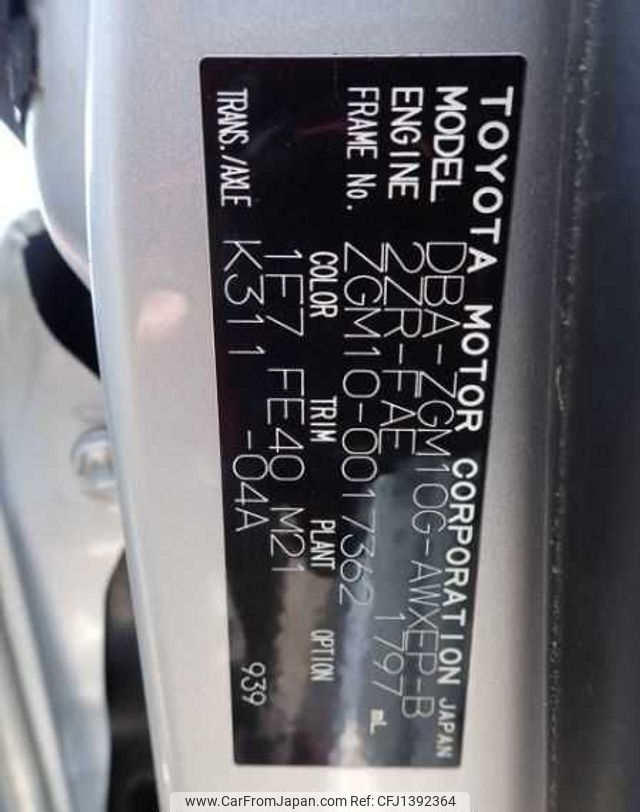 TOYOTA MOTOR CORPORATION JAPAN
MODEL DBA-ZGM10G-AWXEP-B
ENGINE 2ZR-FAE 1797 mL
FRAME No. ZGM10-0017362
COLOR TRIM PLANT OPTION
1F7 FE40 M21
TRANS./AXLE K311 -04A
939
www.CarFromJapan.com CFJ1392364